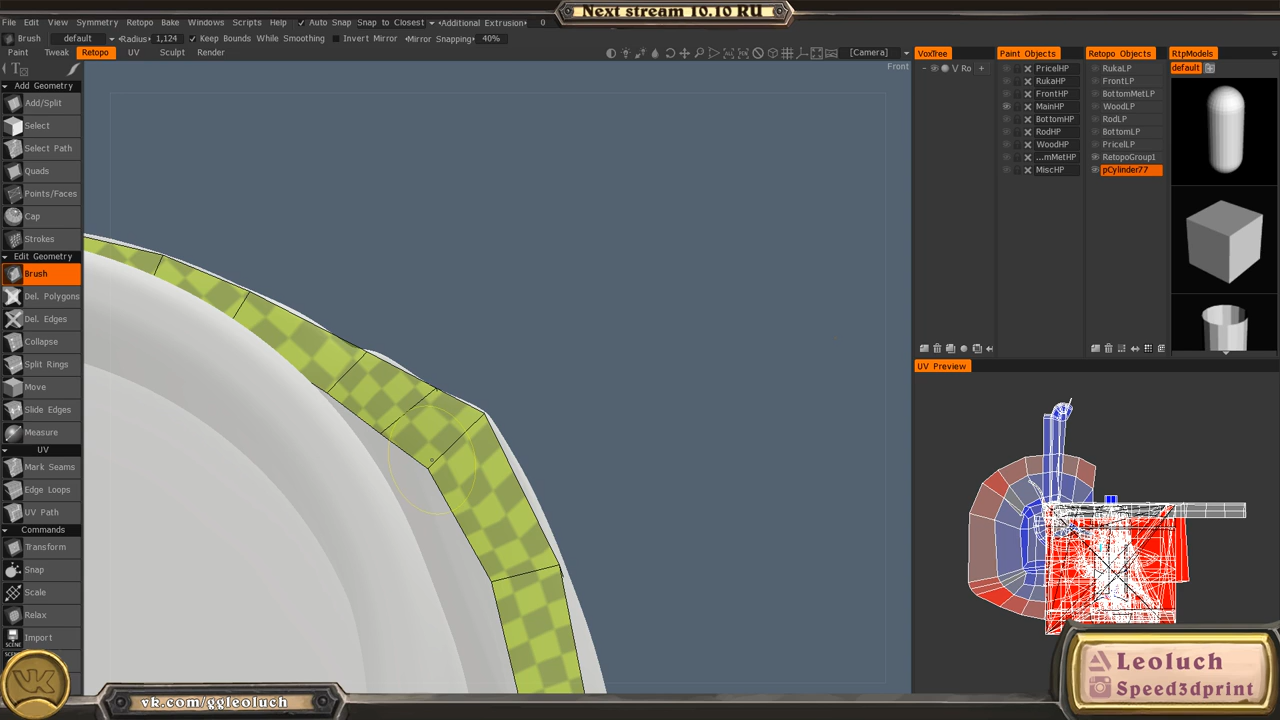 Next stream 10.10 RU
File Edit View Symmetry Retopo Bake Windows Scripts Help Auto Snap Snap to Closest Additional Extrusion 0
Brush default Radius 1,124 Keep Bounds While Smoothing Invert Mirror Mirror Snapping 40%
Paint Tweak Retopo UV Sculpt Render [Camera]
Front
Add Geometry
Add/Split
Select
Select Path
Quads
Points/Faces
Cap
Strokes
Edit Geometry
Brush
Del. Polygons
Del. Edges
Collapse
Split Rings
Move
Slide Edges
Measure
UV
Mark Seams
Edge Loops
UV Path
Commands
Transform
Snap
Scale
Relax
Import
SCENE
VoxTree
V Ro +
Paint Objects
PricelHP
RukaHP
FrontHP
MainHP
BottomHP
RodHP
WoodHP
...mMetHP
MiscHP
Retopo Objects
RukaLP
FrontLP
BottomMetLP
WoodLP
RodLP
BottomLP
PricelLP
RetopoGroup1
pCylinder77
RtpModels
default
UV Preview
vk.com/ggleoluch
Leoluch
Speed3dprint